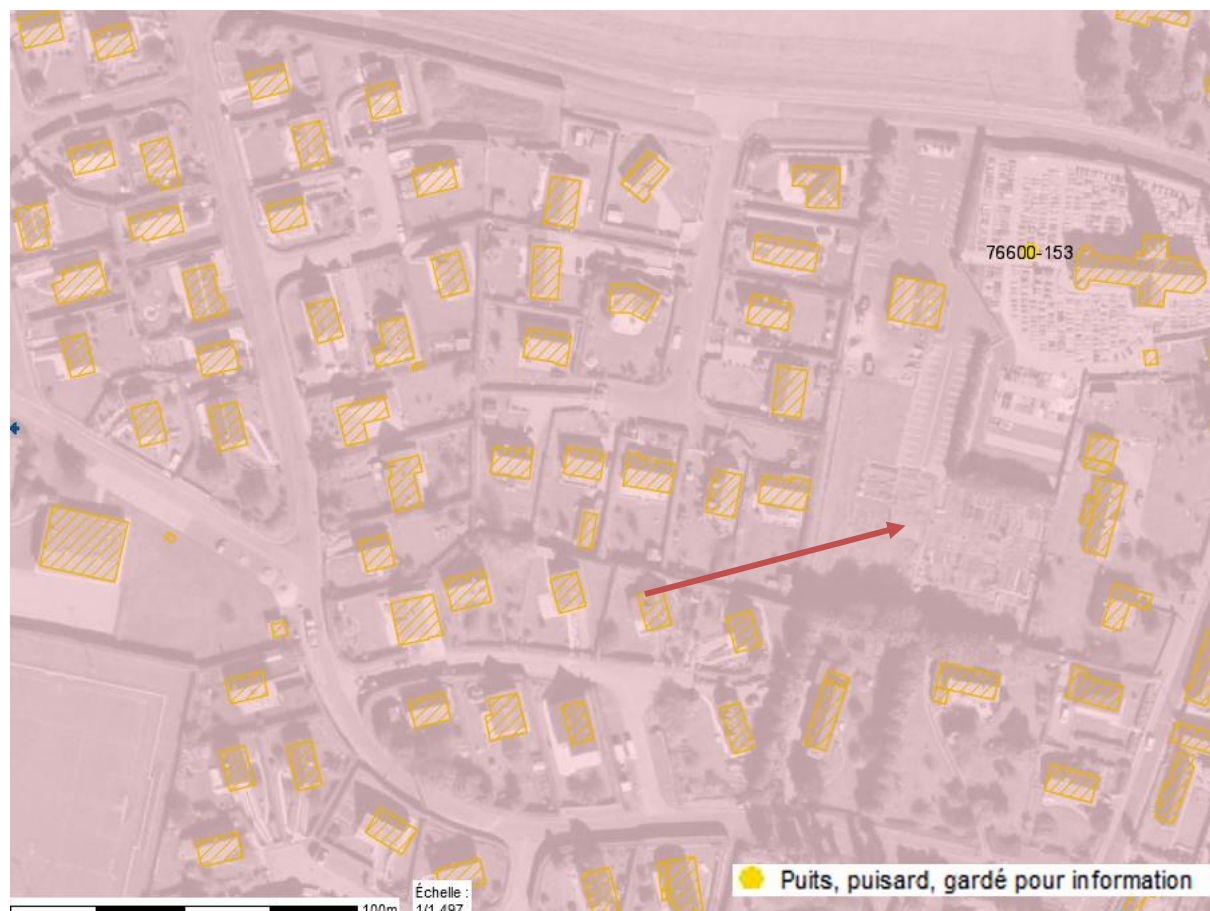 76600-153
Puits, puisard, gardé pour information
Échelle :
100m
1/1 497